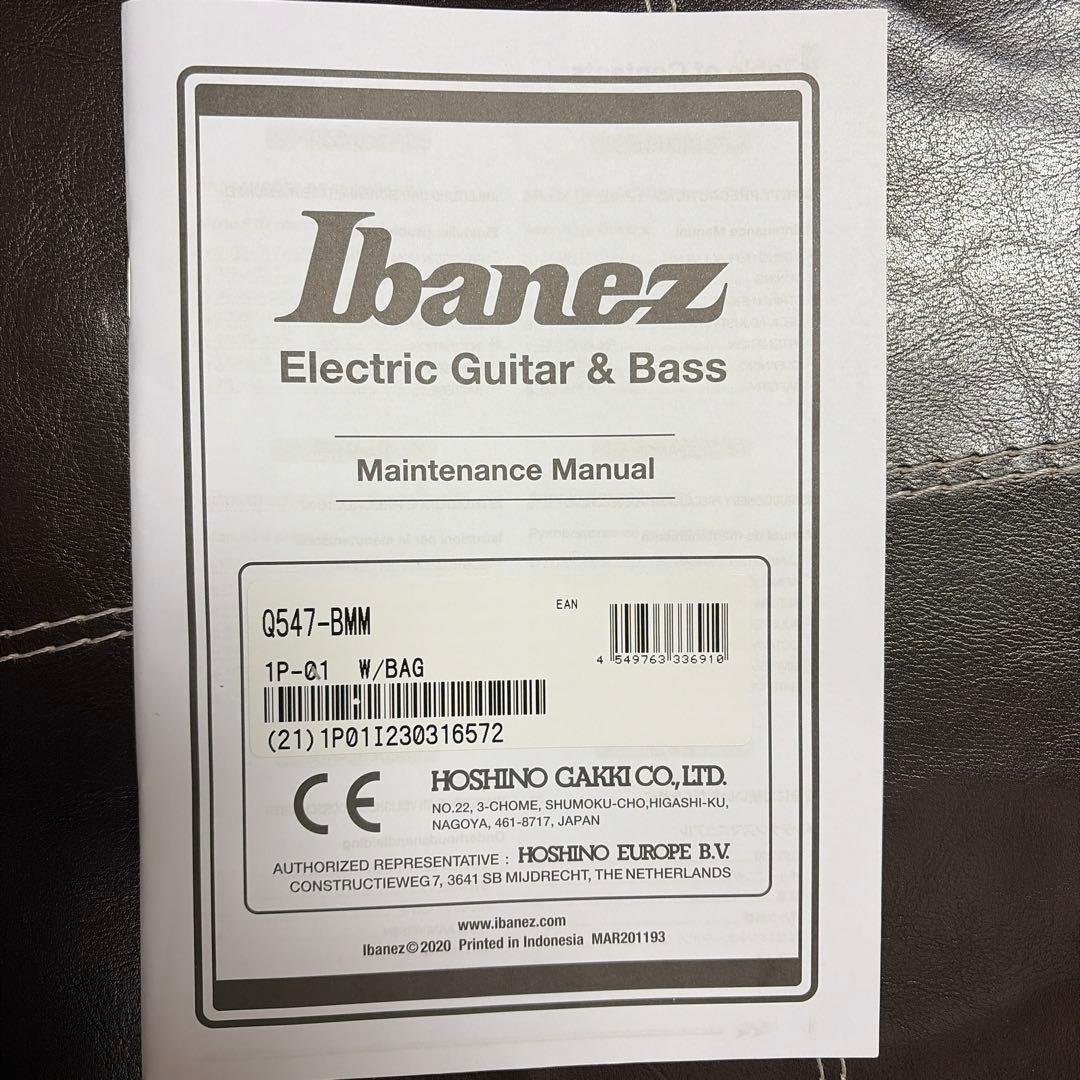 Ibanez
Electric Guitar & Bass
Maintenance Manual
Q547-BMM
EAN
4 549763 336910
1P-01 W/BAG
(21)1P01I230316572
CE
HOSHINO GAKKI CO.,LTD.
NO.22, 3-CHOME, SHUMOKU-CHO,HIGASHI-KU,
NAGOYA, 461-8717, JAPAN
AUTHORIZED REPRESENTATIVE : HOSHINO EUROPE B.V.
CONSTRUCTIEWEG 7, 3641 SB MIJDRECHT, THE NETHERLANDS
www.ibanez.com
Ibanez©2020 Printed in Indonesia MAR201193